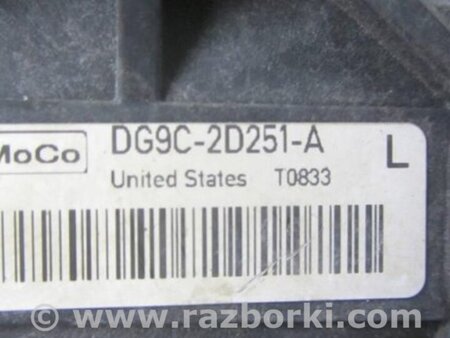 MoCo DG9C-2D251-A L
United States T0833
© www.razborki.com